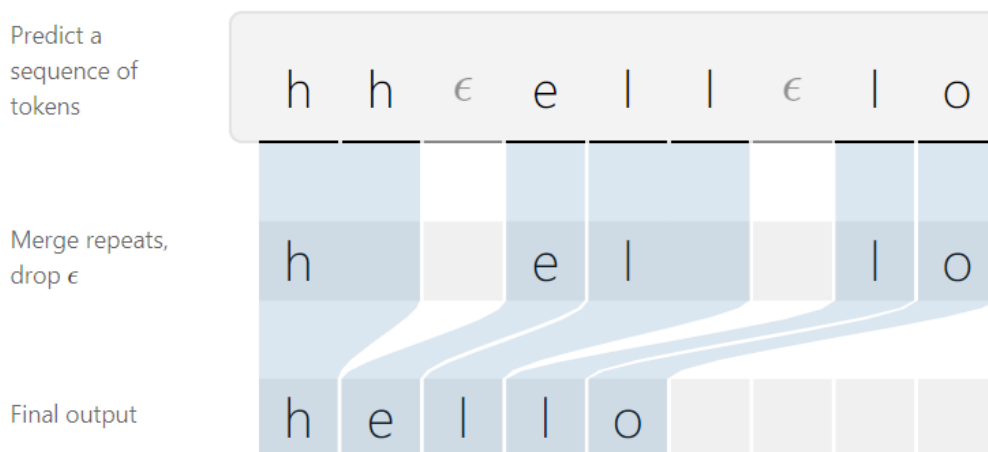 Predict a
sequence of
tokens
h h ϵ e l l ϵ l o
Merge repeats,
drop ϵ
h e l l o
Final output
h e l l o